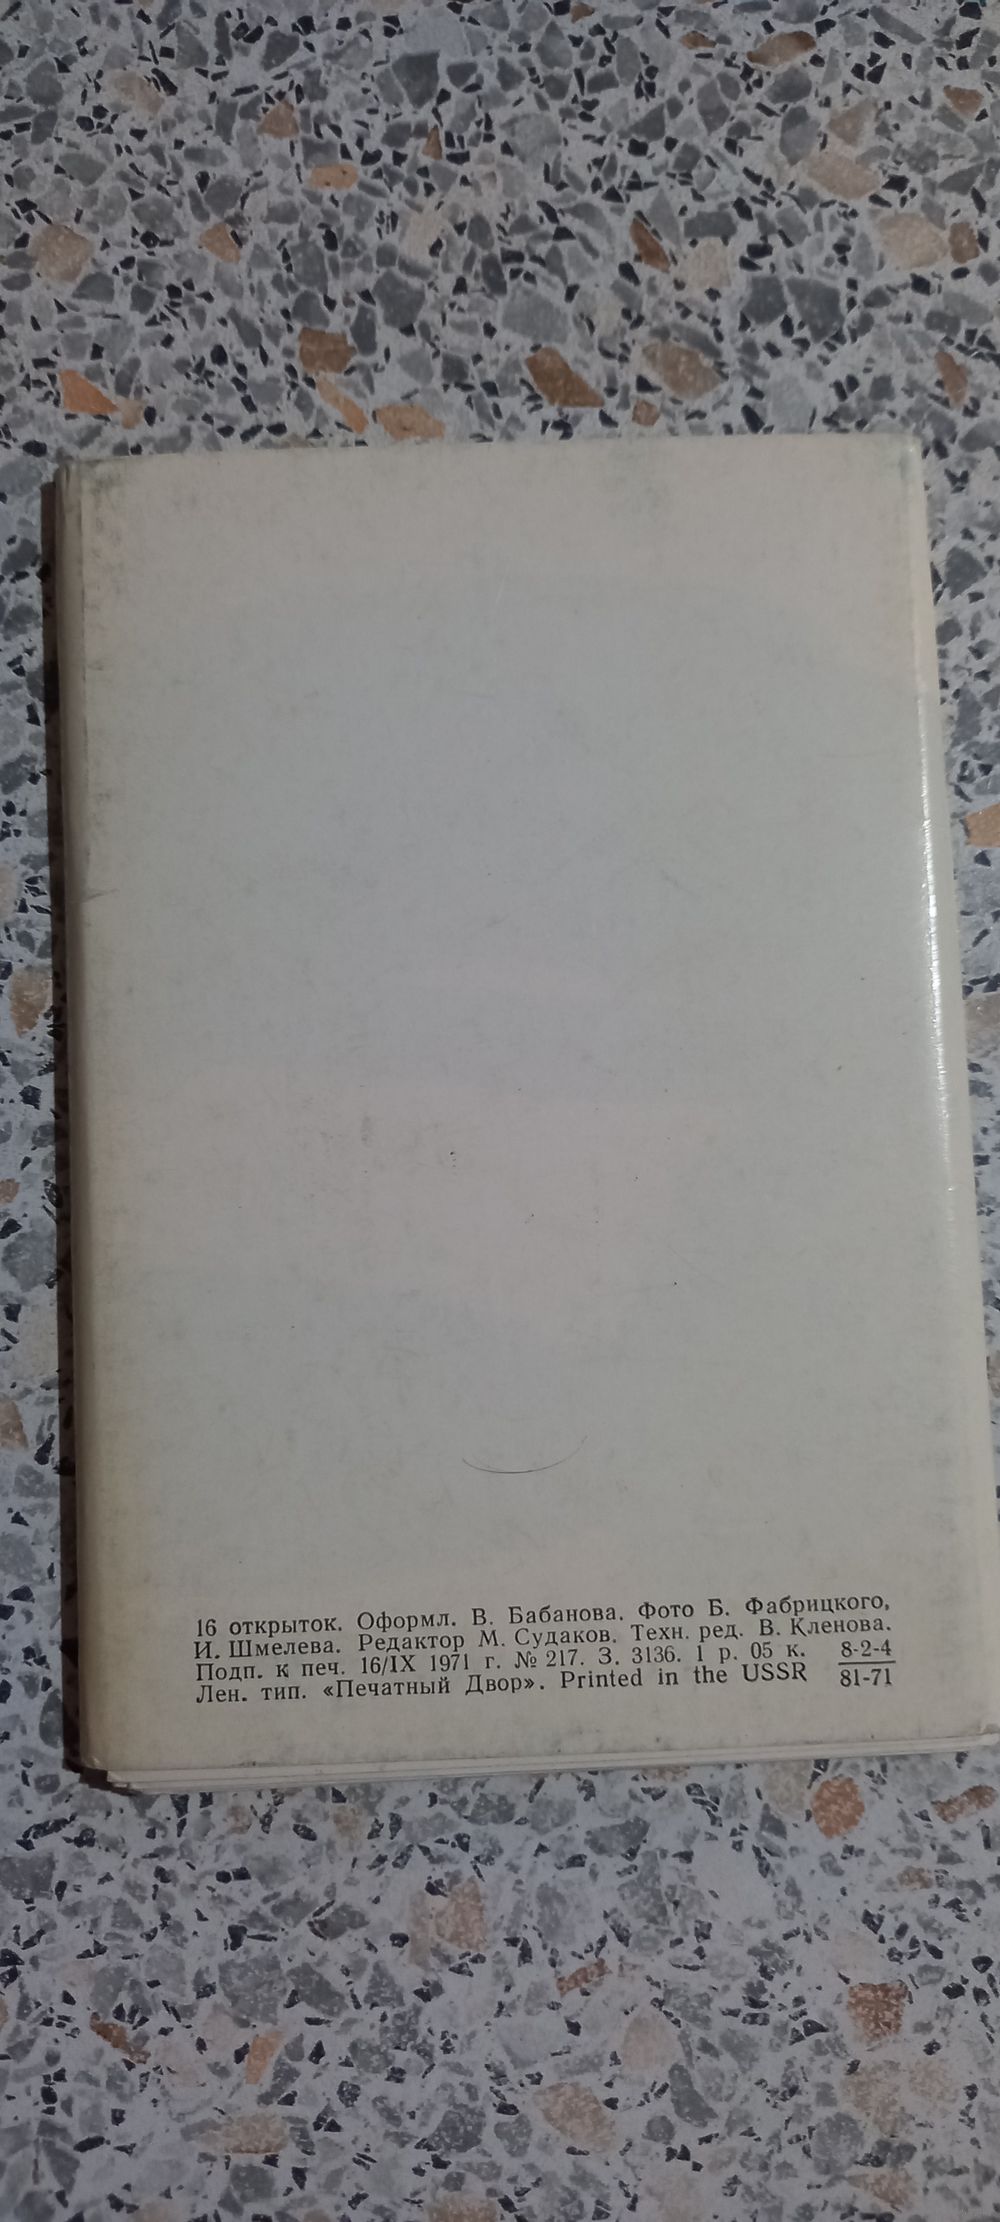 16 открыток. Оформл. В. Бабанова. Фото Б. Фабрицкого,
И. Шмелева. Редактор М. Судаков. Техн. ред. В. Кленова.
Подп. к печ. 16/IX 1971 г. № 217. З. 3136. 1 р. 05 к. 8-2-4
Лен. тип. «Печатный Двор». Printed in the USSR 81-71